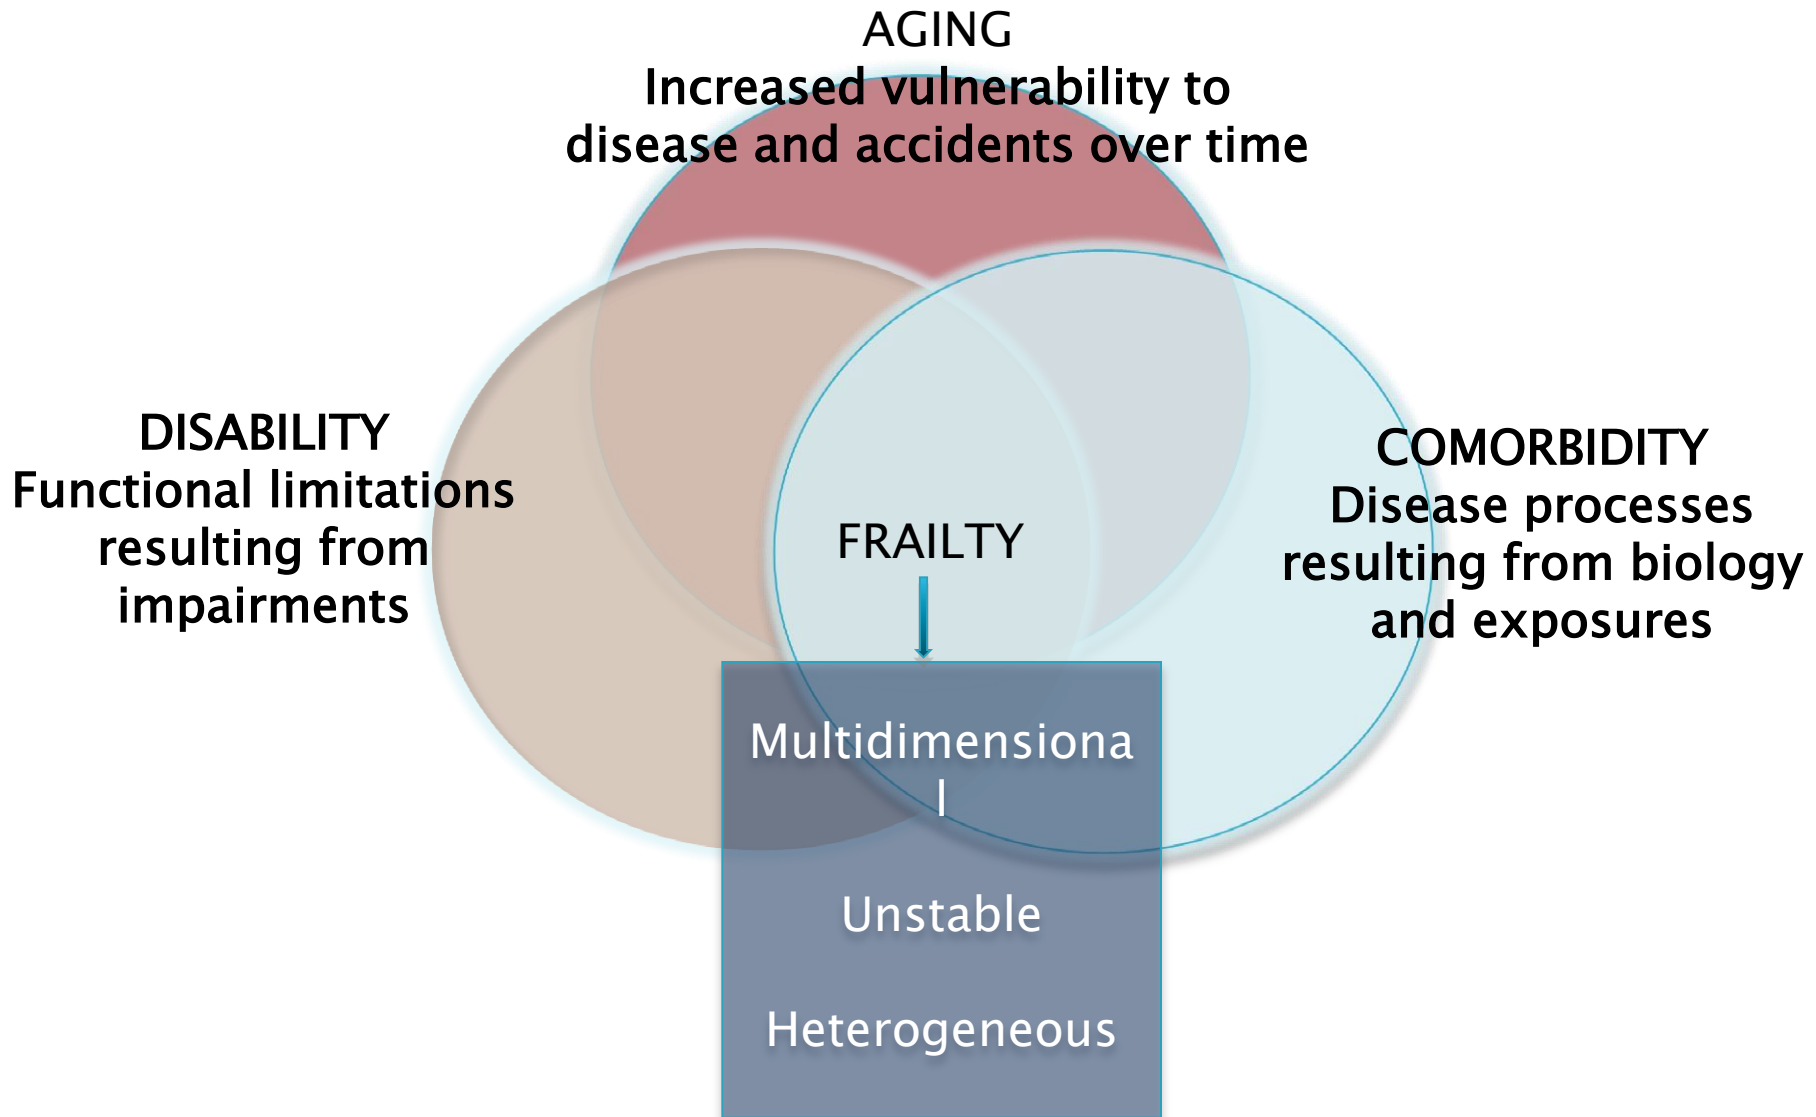 AGING
Increased vulnerability to
disease and accidents over time
DISABILITY
Functional limitations
resulting from
impairments
COMORBIDITY
Disease processes
resulting from biology
and exposures
FRAILTY
Multidimensiona
l
Unstable
Heterogeneous